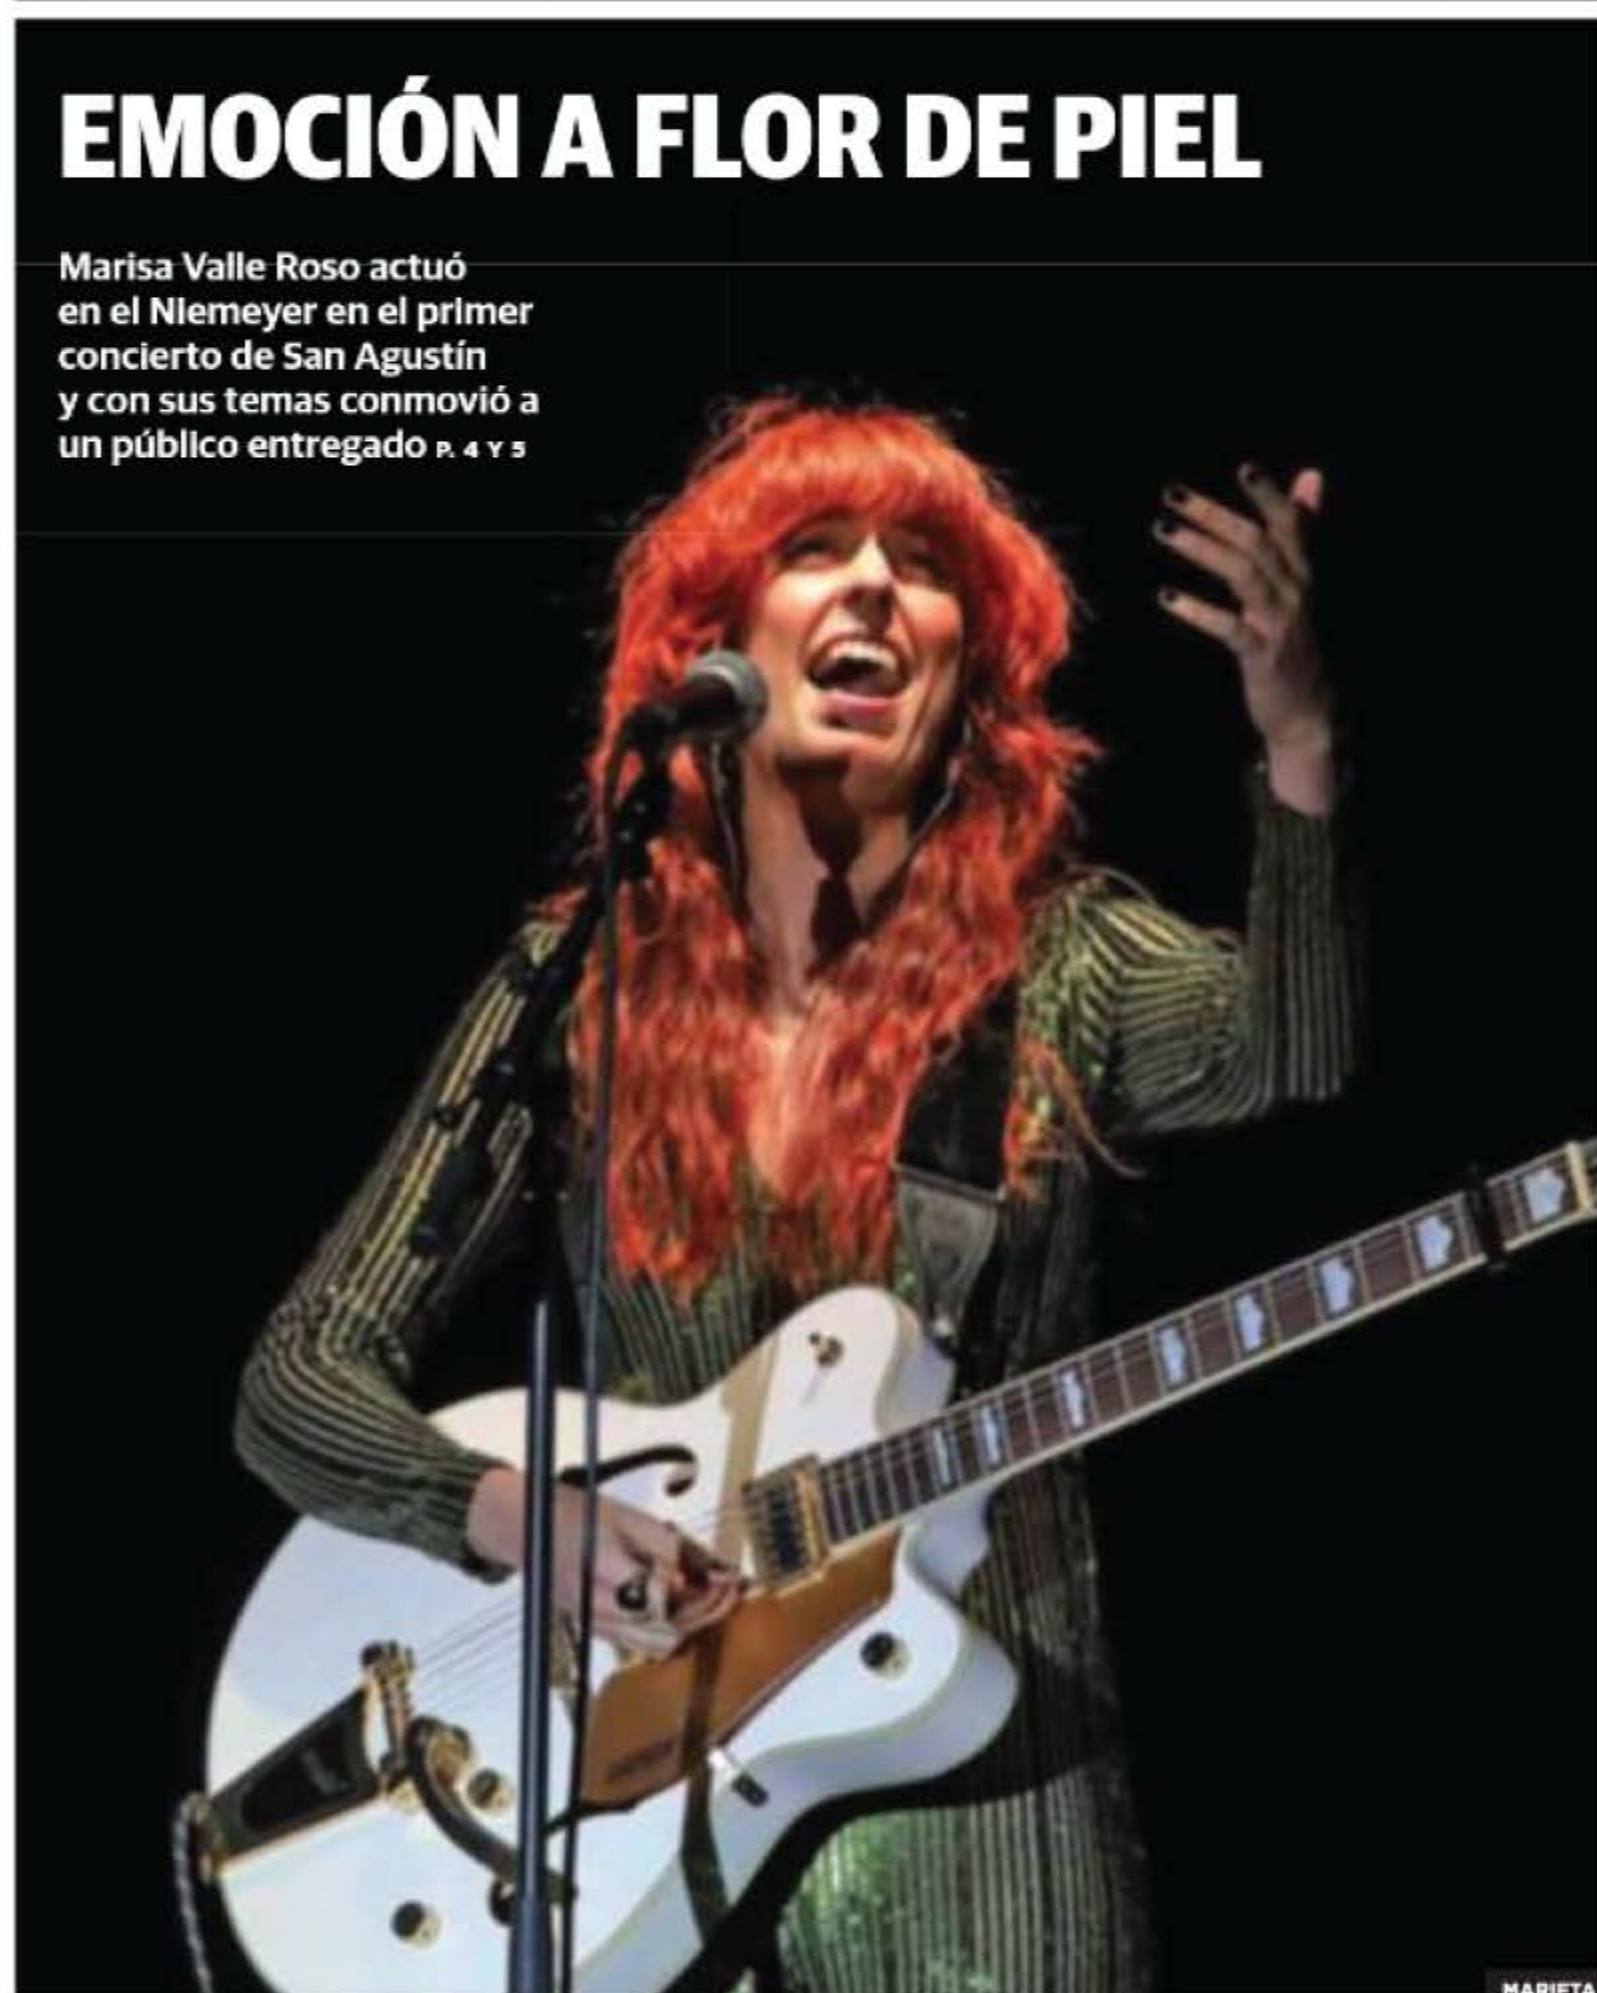 EMOCIÓN A FLOR DE PIEL
Marisa Valle Roso actuó
en el Niemeyer en el primer
concierto de San Agustín
y con sus temas conmovió a
un público entregado P. 4 Y 5
MARIETA